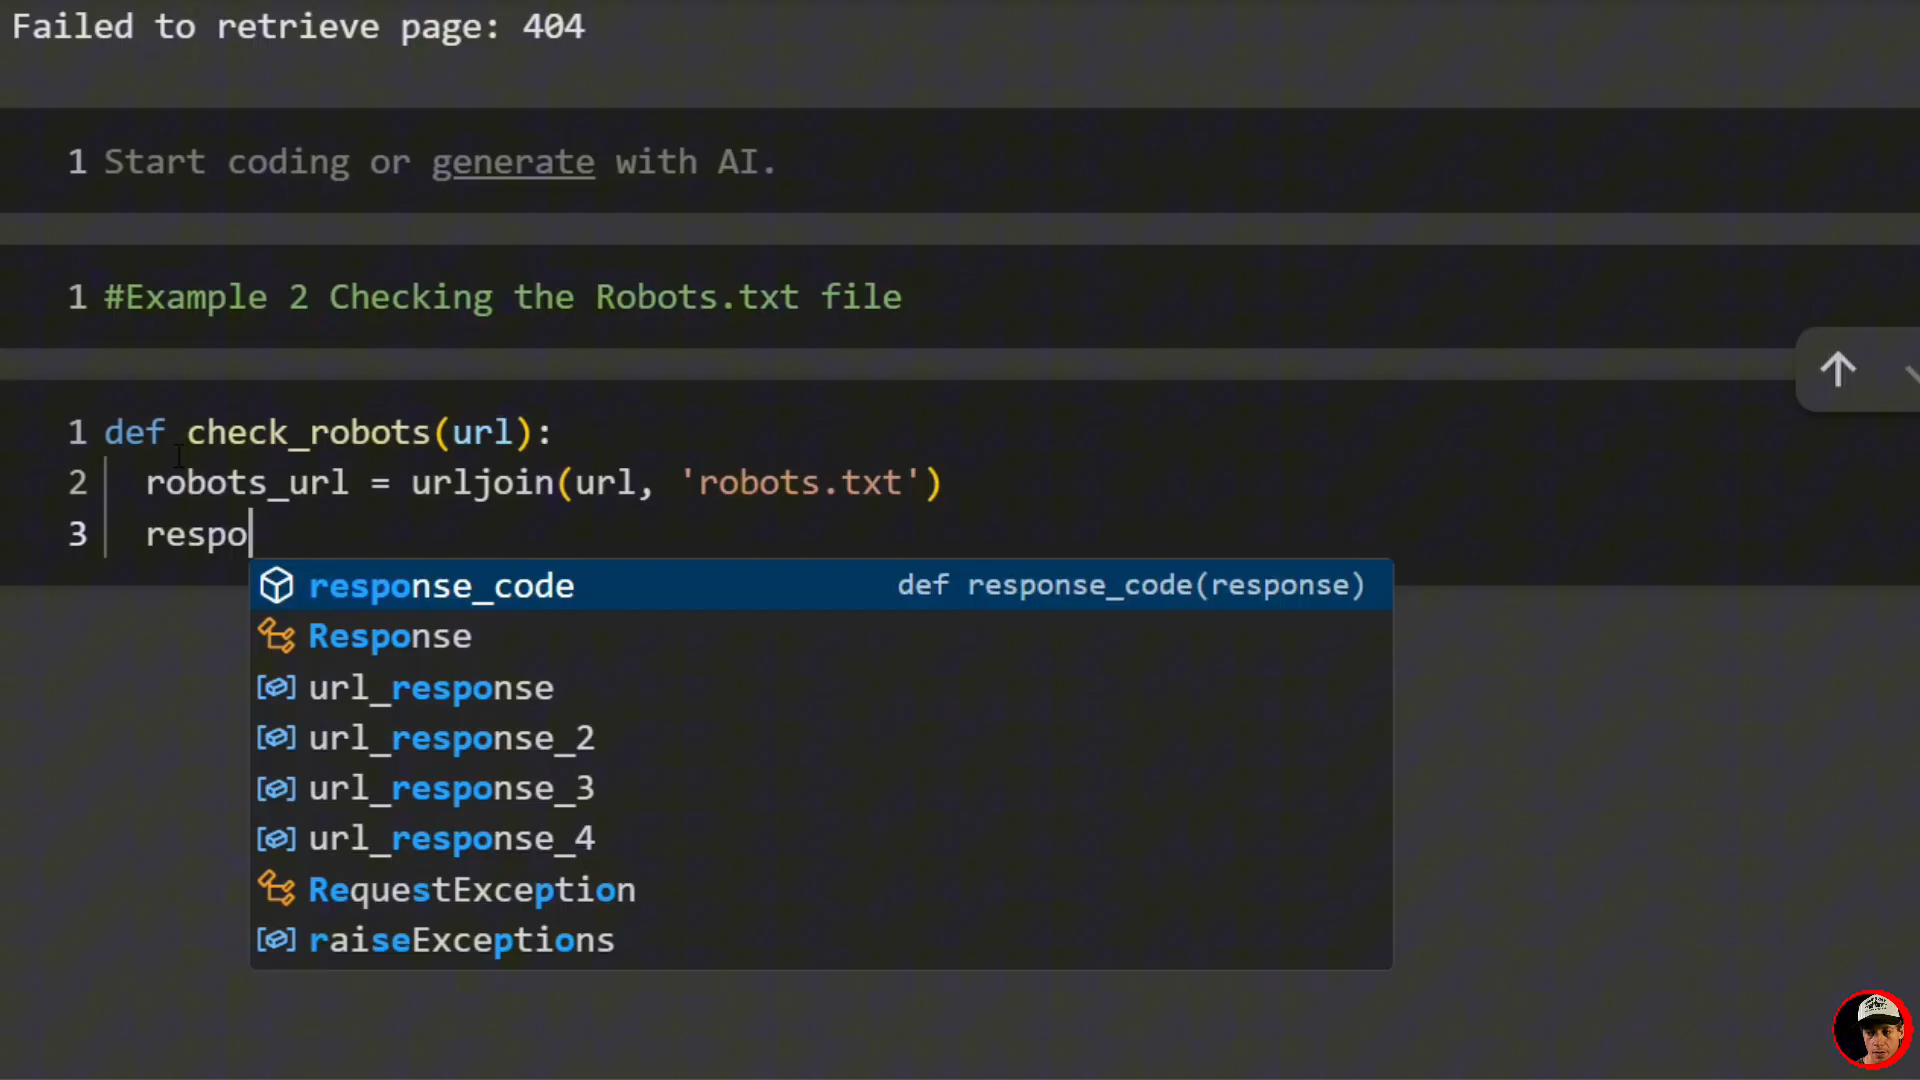 Failed to retrieve page: 404
1 Start coding or generate with AI.
1 #Example 2 Checking the Robots.txt file
1 def check_robots(url):
2 robots_url = urljoin(url, 'robots.txt')
3 respo
response_code def response_code(response)
Response
url_response
url_response_2
url_response_3
url_response_4
RequestException
raiseExceptions